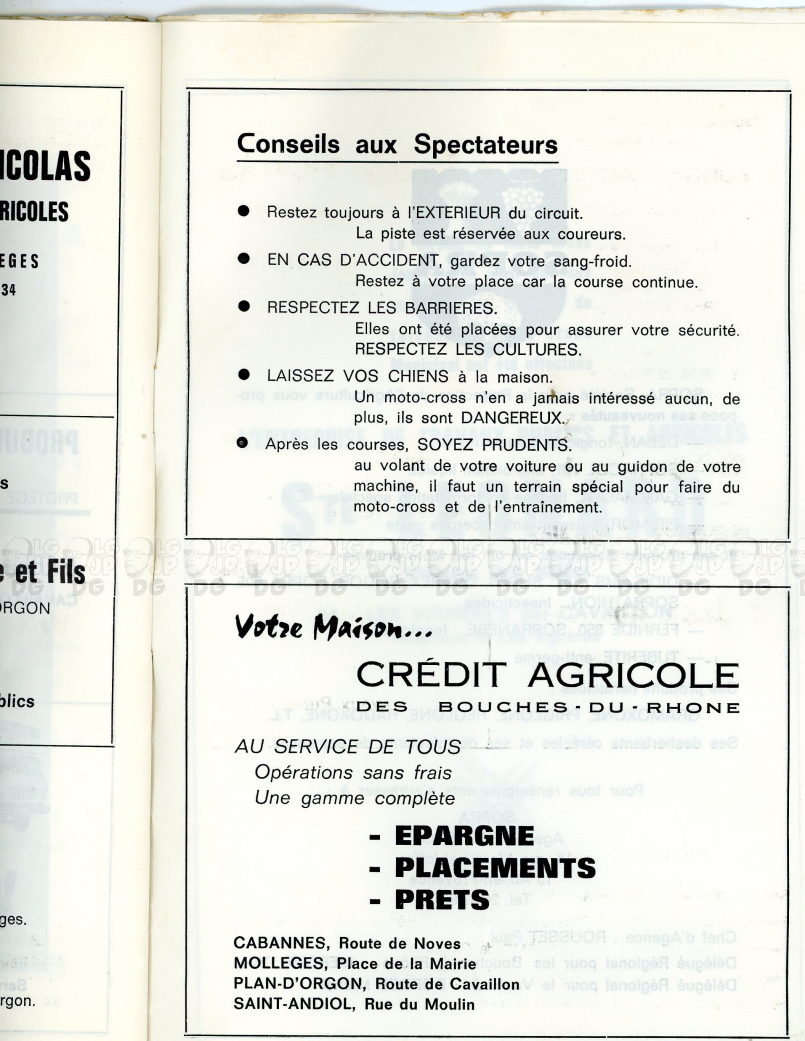 ICOLAS
RICOLES
EGES
34
s
e et Fils
ORGON
blics
ges.
rgon.
Conseils aux Spectateurs
● Restez toujours à l'EXTERIEUR du circuit.
La piste est réservée aux coureurs.
● EN CAS D'ACCIDENT, gardez votre sang-froid.
Restez à votre place car la course continue.
● RESPECTEZ LES BARRIERES.
Elles ont été placées pour assurer votre sécurité.
RESPECTEZ LES CULTURES.
● LAISSEZ VOS CHIENS à la maison.
Un moto-cross n'en a jamais intéressé aucun, de
plus, ils sont DANGEREUX.
● Après les courses, SOYEZ PRUDENTS.
au volant de votre voiture ou au guidon de votre
machine, il faut un terrain spécial pour faire du
moto-cross et de l'entraînement.
Votre Maison...
CRÉDIT AGRICOLE
DES BOUCHES-DU-RHONE
AU SERVICE DE TOUS
Opérations sans frais
Une gamme complète
- EPARGNE
- PLACEMENTS
- PRETS
CABANNES, Route de Noves
MOLLEGES, Place de la Mairie
PLAN-D'ORGON, Route de Cavaillon
SAINT-ANDIOL, Rue du Moulin